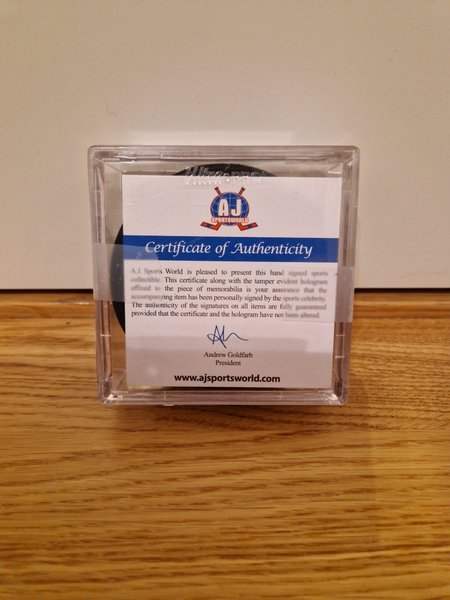 AJ
SPORTSWORLD
Certificate of Authenticity
A.J Sports World is pleased to present this hand signed sports
collectible. This certificate along with the tamper evident hologram
affixed to the piece of memorabilia is your assurance that the
accompanying item has been personally signed by the sports celebrity.
The authenticity of the signatures on all items are fully guaranteed
provided that the certificate and the hologram have not been altered.
Andrew Goldfarb
President
www.ajsportsworld.com